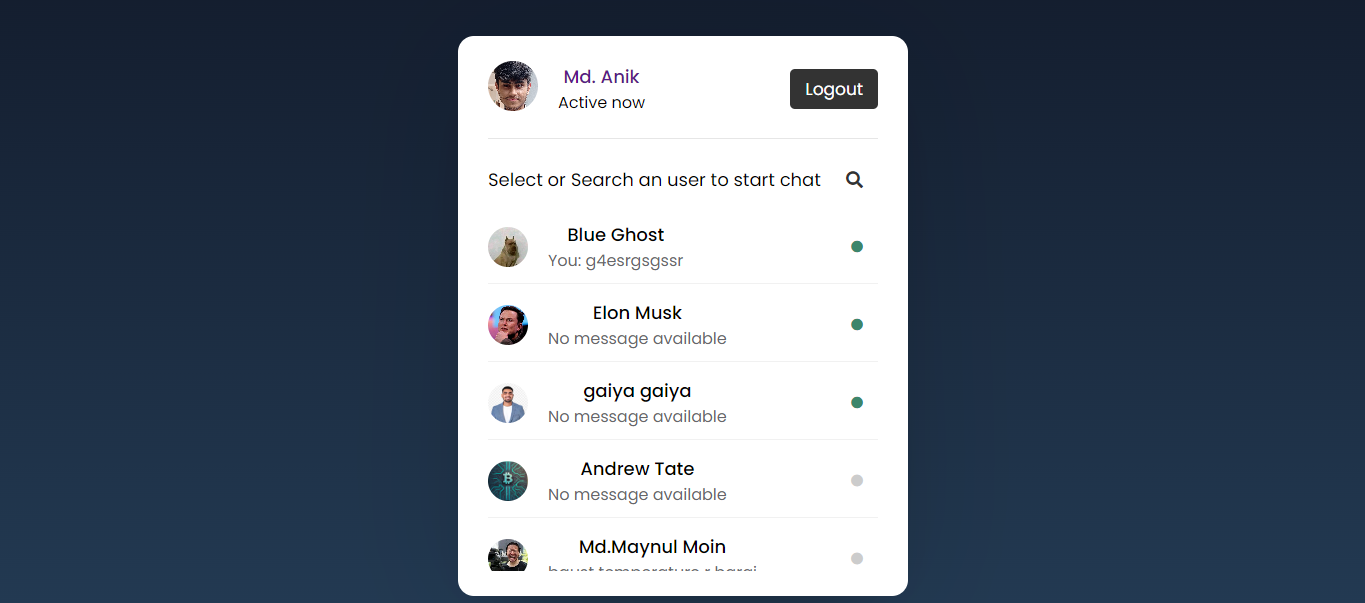 Md. Anik
Active now
Logout
Select or Search an user to start chat
Blue Ghost
You: g4esrgsgssr
Elon Musk
No message available
gaiya gaiya
No message available
Andrew Tate
No message available
Md.Maynul Moin